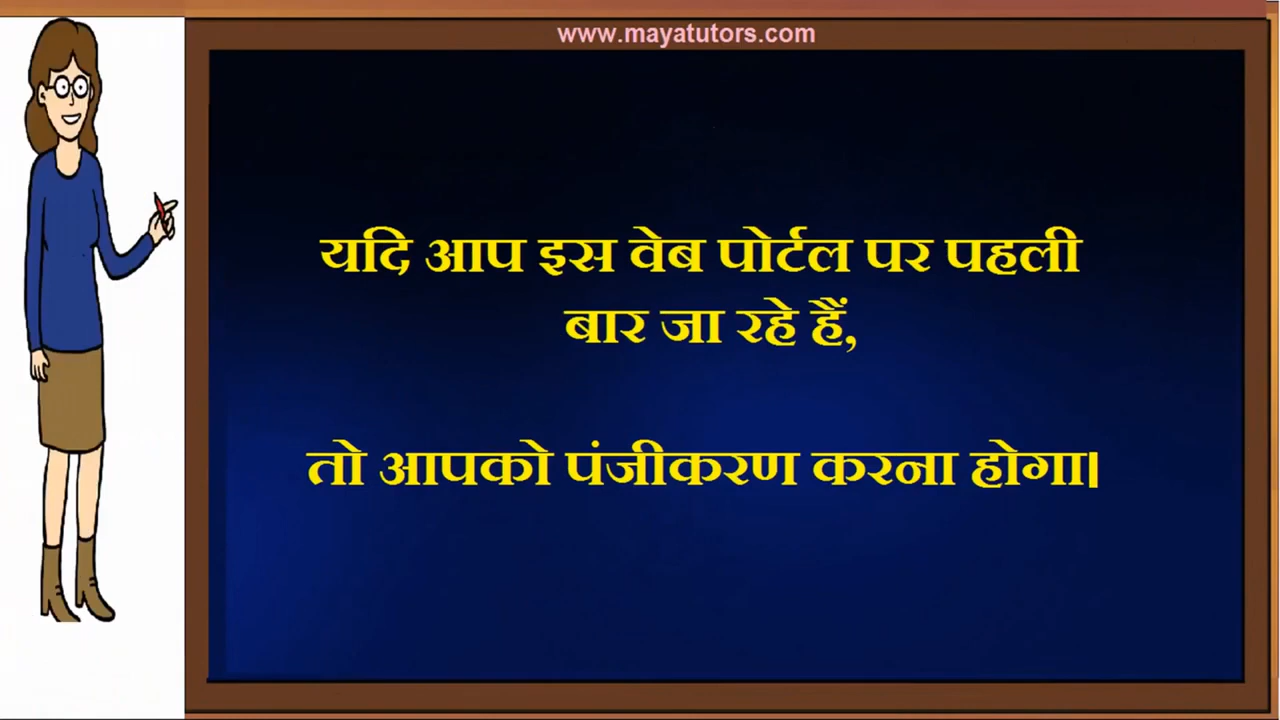 www.mayatutors.com
यदि आप इस वेब पोर्टल पर पहली
बार जा रहे हैं,
तो आपको पंजीकरण करना होगा।